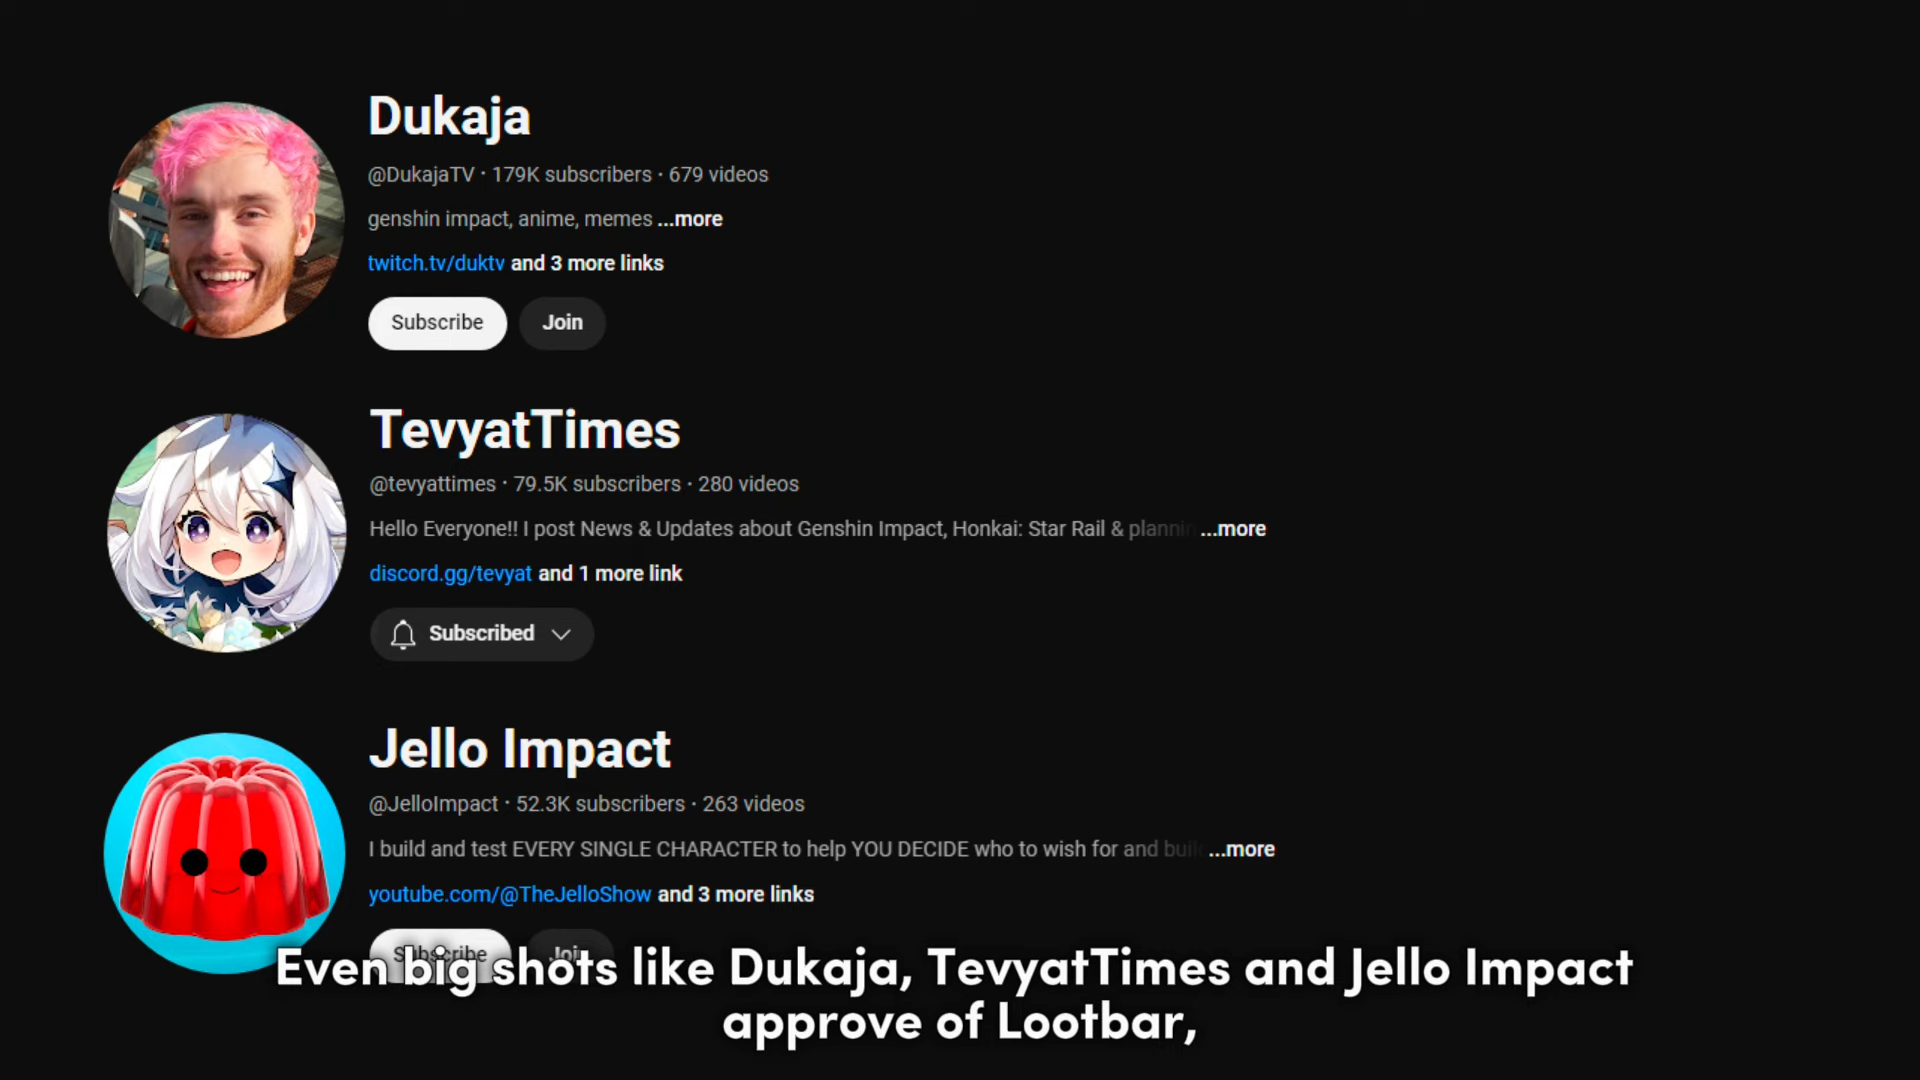 Dukaja
@DukajaTV · 179K subscribers · 679 videos
genshin impact, anime, memes ...more
twitch.tv/duktv and 3 more links
Subscribe Join
TevyatTimes
@tevyattimes · 79.5K subscribers · 280 videos
Hello Everyone!! I post News & Updates about Genshin Impact, Honkai: Star Rail & plannin ...more
discord.gg/tevyat and 1 more link
Subscribed
Jello Impact
@JelloImpact · 52.3K subscribers · 263 videos
I build and test EVERY SINGLE CHARACTER to help YOU DECIDE who to wish for and buil ...more
youtube.com/@TheJelloShow and 3 more links
Subscribe Join
Even big shots like Dukaja, TevyatTimes and Jello Impact
approve of Lootbar,